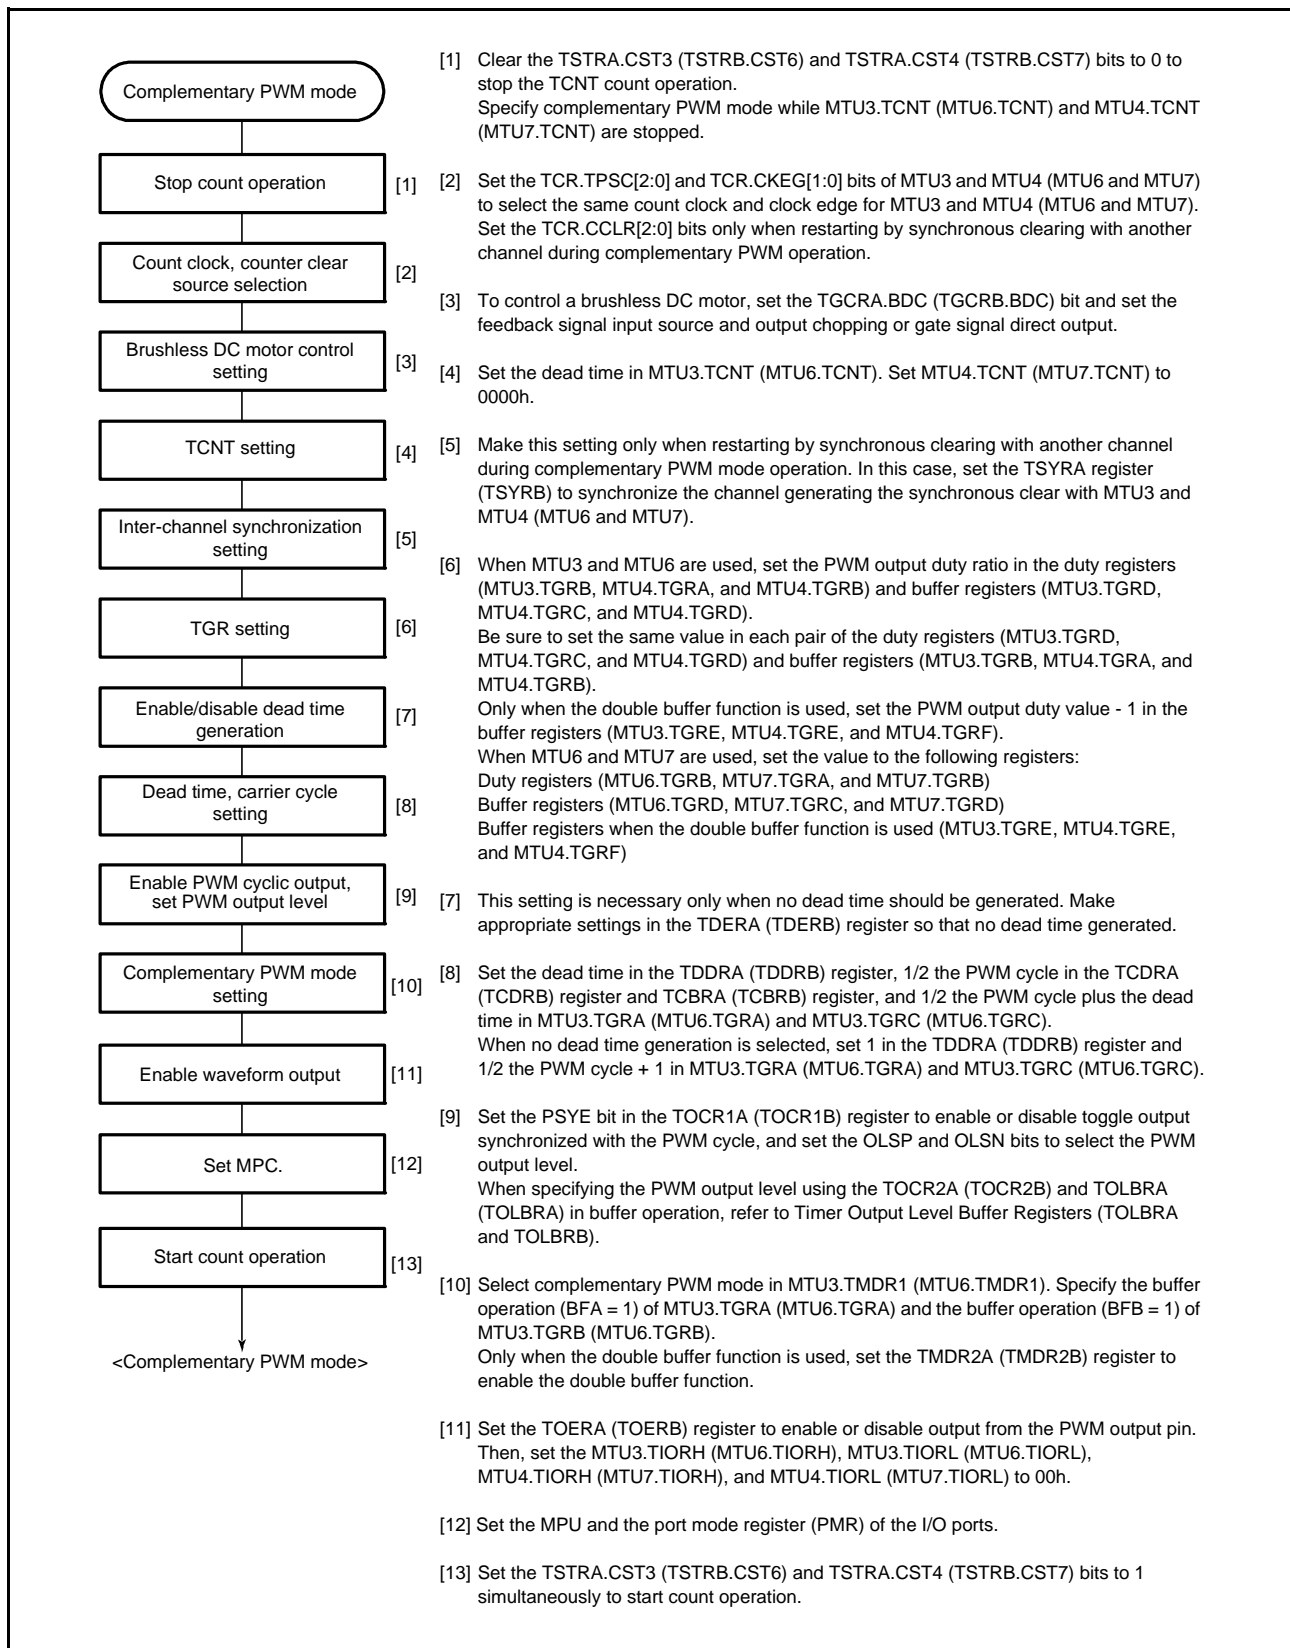 Complementary PWM mode
Stop count operation
[1]
Count clock, counter clear
source selection
[2]
Brushless DC motor control
setting
[3]
TCNT setting
[4]
Inter-channel synchronization
setting
[5]
TGR setting
[6]
Enable/disable dead time
generation
[7]
Dead time, carrier cycle
setting
[8]
Enable PWM cyclic output,
set PWM output level
[9]
Complementary PWM mode
setting
[10]
Enable waveform output
[11]
Set MPC.
[12]
Start count operation
[13]
<Complementary PWM mode>
[1] Clear the TSTRA.CST3 (TSTRB.CST6) and TSTRA.CST4 (TSTRB.CST7) bits to 0 to
stop the TCNT count operation.
Specify complementary PWM mode while MTU3.TCNT (MTU6.TCNT) and MTU4.TCNT
(MTU7.TCNT) are stopped.
[2] Set the TCR.TPSC[2:0] and TCR.CKEG[1:0] bits of MTU3 and MTU4 (MTU6 and MTU7)
to select the same count clock and clock edge for MTU3 and MTU4 (MTU6 and MTU7).
Set the TCR.CCLR[2:0] bits only when restarting by synchronous clearing with another
channel during complementary PWM operation.
[3] To control a brushless DC motor, set the TGCRA.BDC (TGCRB.BDC) bit and set the
feedback signal input source and output chopping or gate signal direct output.
[4] Set the dead time in MTU3.TCNT (MTU6.TCNT). Set MTU4.TCNT (MTU7.TCNT) to
0000h.
[5] Make this setting only when restarting by synchronous clearing with another channel
during complementary PWM mode operation. In this case, set the TSYRA register
(TSYRB) to synchronize the channel generating the synchronous clear with MTU3 and
MTU4 (MTU6 and MTU7).
[6] When MTU3 and MTU6 are used, set the PWM output duty ratio in the duty registers
(MTU3.TGRB, MTU4.TGRA, and MTU4.TGRB) and buffer registers (MTU3.TGRD,
MTU4.TGRC, and MTU4.TGRD).
Be sure to set the same value in each pair of the duty registers (MTU3.TGRD,
MTU4.TGRC, and MTU4.TGRD) and buffer registers (MTU3.TGRB, MTU4.TGRA, and
MTU4.TGRB).
Only when the double buffer function is used, set the PWM output duty value - 1 in the
buffer registers (MTU3.TGRE, MTU4.TGRE, and MTU4.TGRF).
When MTU6 and MTU7 are used, set the value to the following registers:
Duty registers (MTU6.TGRB, MTU7.TGRA, and MTU7.TGRB)
Buffer registers (MTU6.TGRD, MTU7.TGRC, and MTU7.TGRD)
Buffer registers when the double buffer function is used (MTU3.TGRE, MTU4.TGRE,
and MTU4.TGRF)
[7] This setting is necessary only when no dead time should be generated. Make
appropriate settings in the TDERA (TDERB) register so that no dead time generated.
[8] Set the dead time in the TDDRA (TDDRB) register, 1/2 the PWM cycle in the TCDRA
(TCDRB) register and TCBRA (TCBRB) register, and 1/2 the PWM cycle plus the dead
time in MTU3.TGRA (MTU6.TGRA) and MTU3.TGRC (MTU6.TGRC).
When no dead time generation is selected, set 1 in the TDDRA (TDDRB) register and
1/2 the PWM cycle + 1 in MTU3.TGRA (MTU6.TGRA) and MTU3.TGRC (MTU6.TGRC).
[9] Set the PSYE bit in the TOCR1A (TOCR1B) register to enable or disable toggle output
synchronized with the PWM cycle, and set the OLSP and OLSN bits to select the PWM
output level.
When specifying the PWM output level using the TOCR2A (TOCR2B) and TOLBRA
(TOLBRA) in buffer operation, refer to Timer Output Level Buffer Registers (TOLBRA
and TOLBRB).
[10] Select complementary PWM mode in MTU3.TMDR1 (MTU6.TMDR1). Specify the buffer
operation (BFA = 1) of MTU3.TGRA (MTU6.TGRA) and the buffer operation (BFB = 1) of
MTU3.TGRB (MTU6.TGRB).
Only when the double buffer function is used, set the TMDR2A (TMDR2B) register to
enable the double buffer function.
[11] Set the TOERA (TOERB) register to enable or disable output from the PWM output pin.
Then, set the MTU3.TIORH (MTU6.TIORH), MTU3.TIORL (MTU6.TIORL),
MTU4.TIORH (MTU7.TIORH), and MTU4.TIORL (MTU7.TIORL) to 00h.
[12] Set the MPU and the port mode register (PMR) of the I/O ports.
[13] Set the TSTRA.CST3 (TSTRB.CST6) and TSTRA.CST4 (TSTRB.CST7) bits to 1
simultaneously to start count operation.